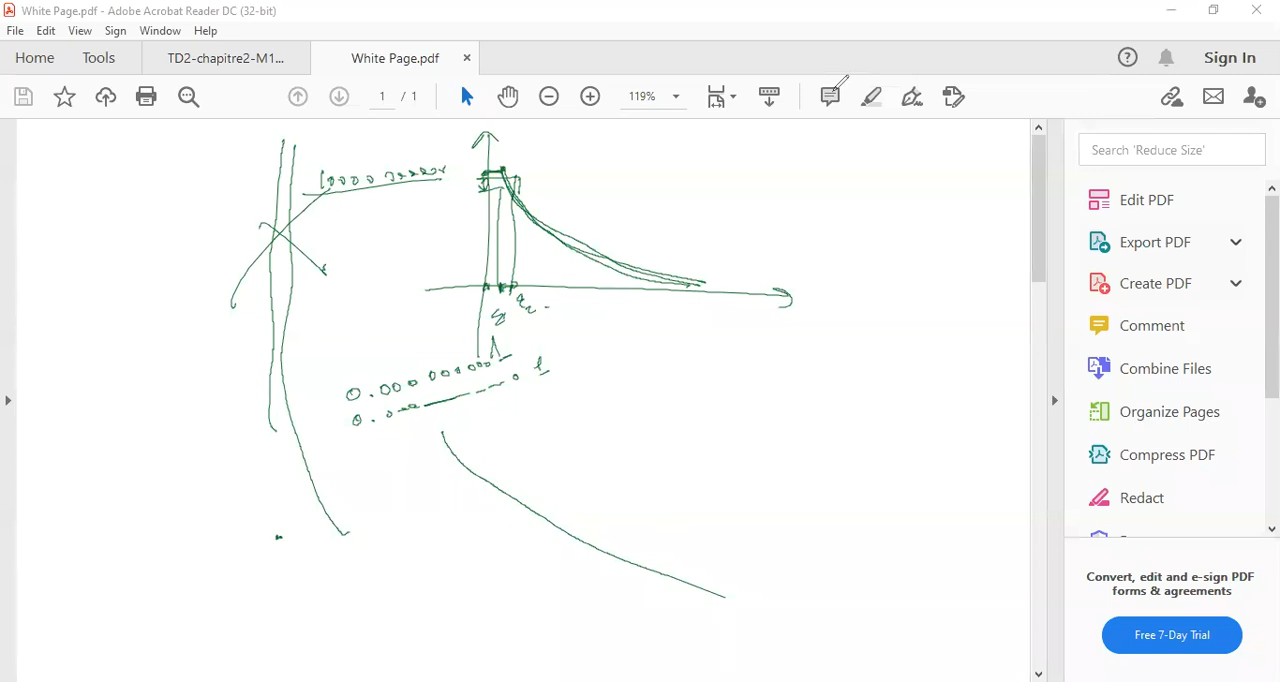 White Page.pdf - Adobe Acrobat Reader DC (32-bit)
File Edit View Sign Window Help
Home Tools TD2-chapitre2-M1... White Page.pdf × Sign In
1 / 1 119%
Search 'Reduce Size'
Edit PDF
Export PDF
Create PDF
Comment
Combine Files
Organize Pages
Compress PDF
Redact
Convert, edit and e-sign PDF
forms & agreements
Free 7-Day Trial
0.0000000001